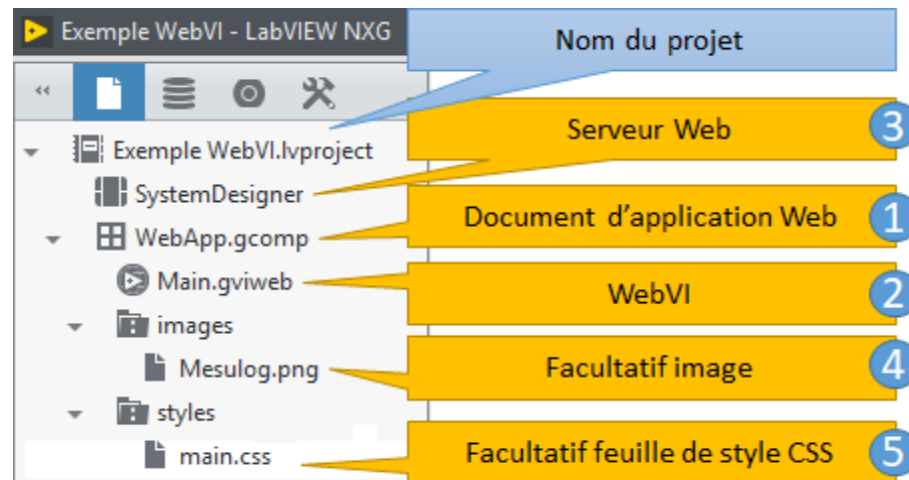 Exemple WebVI - LabVIEW NXG
Nom du projet
Serveur Web 3
Exemple WebVI.lvproject
SystemDesigner
Document d'application Web 1
WebApp.gcomp
Main.gviweb
WebVI 2
images
Mesulog.png
Facultatif image 4
styles
main.css
Facultatif feuille de style CSS 5